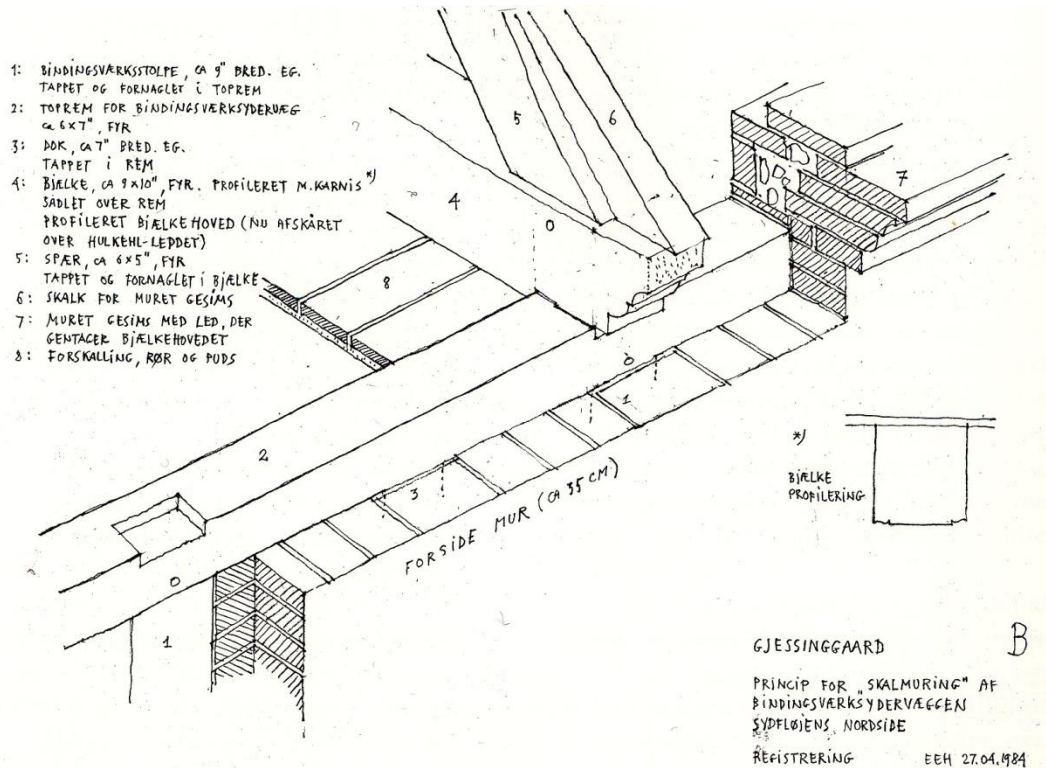 1: BINDINGSVÆRKSSTOLPE, CA 9" BRED. EG.
TAPPET OG FORNAGLET I TOPREM
2: TOPREM FOR BINDINGSVÆRKSYDERVÆG
ca 6x7", FYR
3: DOK, CA 7" BRED. EG.
TAPPET I REM
4: BJÆLKE, CA 9x10", FYR. PROFILERET M. KARNIS *)
SADLET OVER REM
PROFILERET BJÆLKEHOVED (NU AFSKÅRET
OVER HULKEHL-LEDDET)
5: SPÆR, CA 6x5", FYR
TAPPET OG FORNAGLET I BJÆLKE
6: SKALK FOR MURET GESIMS
7: MURET GESIMS MED LED, DER
GENTAGER BJÆLKEHOVEDET
8: FORSKALLING, RØR OG PUDS
5
6
7
4
8
2
1
3
1
FORSIDE MUR (CA 35 CM)
*)
BJÆLKE
PROFILERING
GJESSINGGAARD B
PRINCIP FOR „SKALMURING" AF
BINDINGSVÆRKSYDERVÆGGEN
SYDFLØJENS NORDSIDE
REGISTRERING EEH 27.04.1984